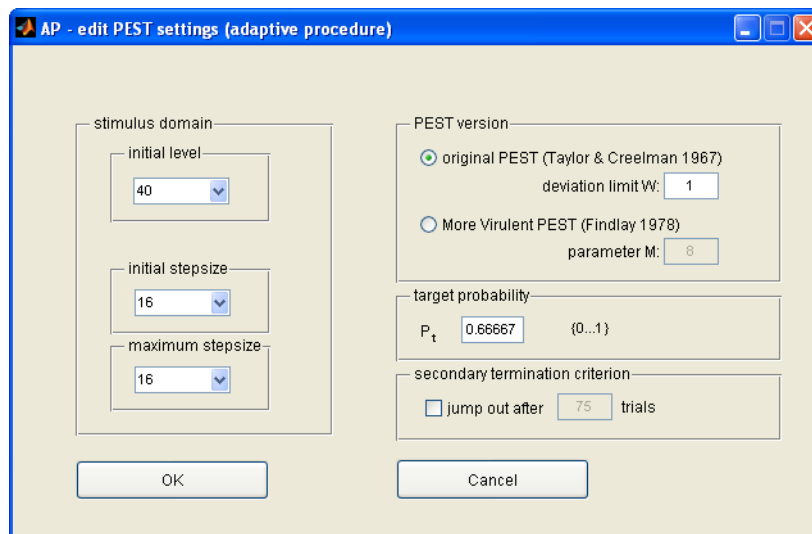 AP - edit PEST settings (adaptive procedure)
stimulus domain
initial level
40
initial stepsize
16
maximum stepsize
16
PEST version
original PEST (Taylor & Creelman 1967)
deviation limit W: 1
More Virulent PEST (Findlay 1978)
parameter M: 8
target probability
Pt 0.66667 {0...1}
secondary termination criterion
jump out after 75 trials
OK
Cancel